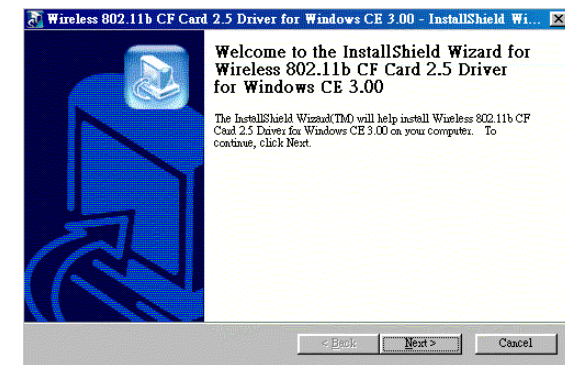 Wireless 802.11b CF Card 2.5 Driver for Windows CE 3.00 - InstallShield Wi...
Welcome to the InstallShield Wizard for
Wireless 802.11b CF Card 2.5 Driver
for Windows CE 3.00
The InstallShield Wizard(TM) will help install Wireless 802.11b CF
Card 2.5 Driver for Windows CE 3.00 on your computer. To
continue, click Next.
< Back Next > Cancel